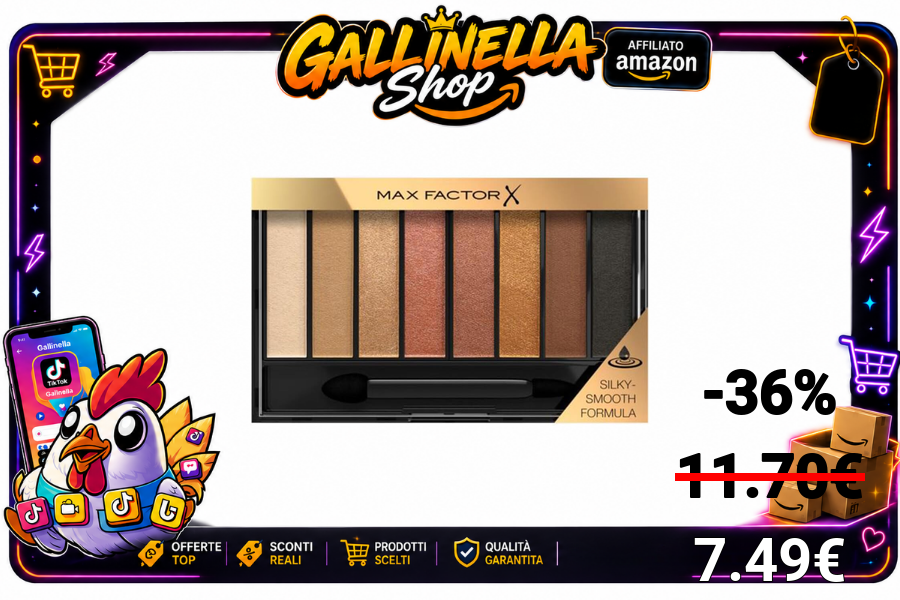 GALLINELLA
Shop
AFFILIATO
amazon
MAX FACTOR X
SILKY-
SMOOTH
FORMULA
Gallinella
TikTok
Gallinella
-36%
11.70€
7.49€
OFFERTE
TOP
SCONTI
REALI
PRODOTTI
SCELTI
QUALITÀ
GARANTITA